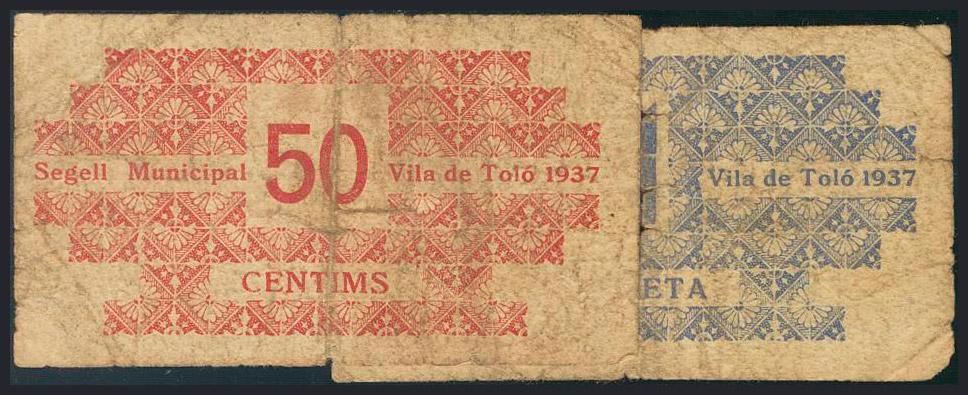 Segell Municipal 50 Vila de Toló 1937
CENTIMS
Vila de Toló 1937
ETA